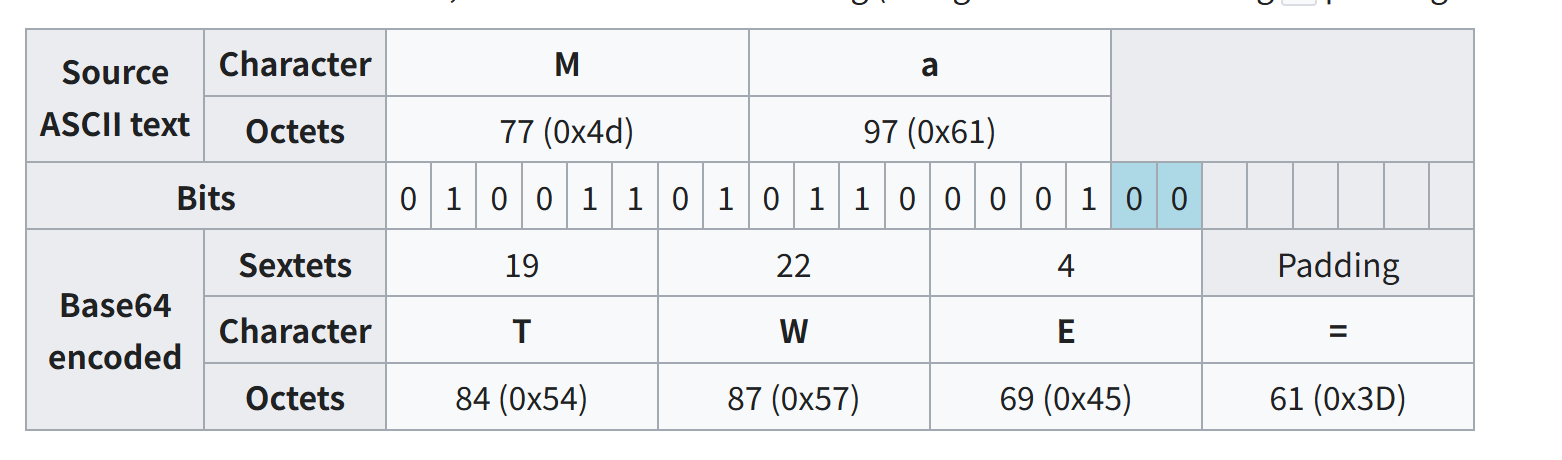 Source ASCII text Character M a
Octets 77 (0x4d) 97 (0x61)
Bits 0 1 0 0 1 1 0 1 0 1 1 0 0 0 0 1 0 0
Base64 encoded Sextets 19 22 4 Padding
Character T W E =
Octets 84 (0x54) 87 (0x57) 69 (0x45) 61 (0x3D)